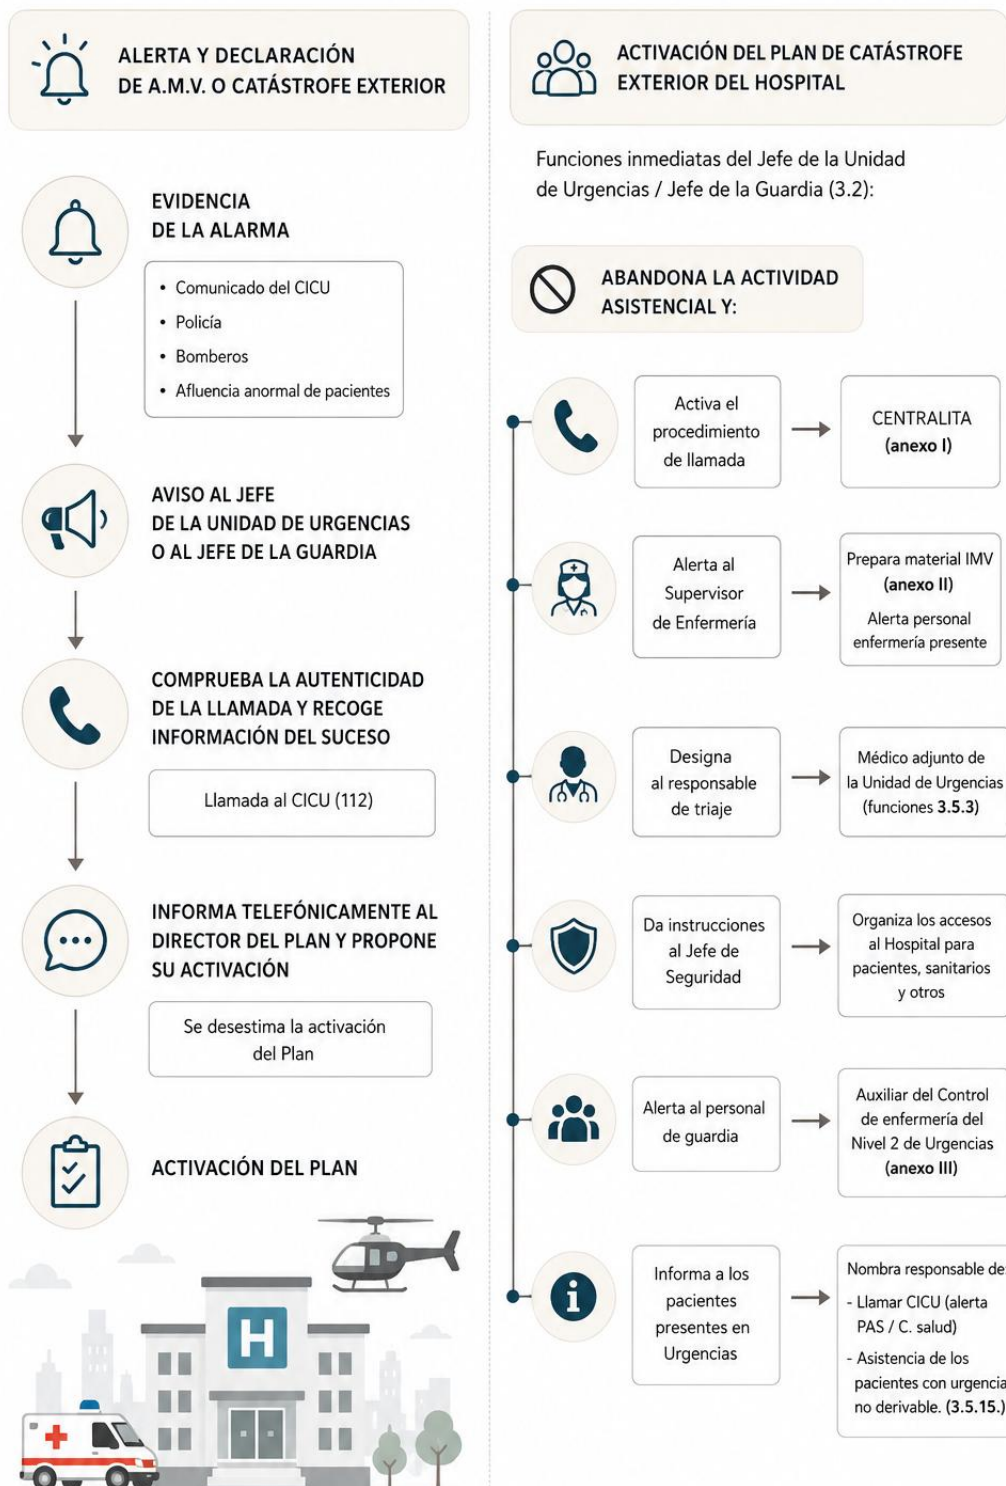 ALERTA Y DECLARACIÓN
DE A.M.V. O CATÁSTROFE EXTERIOR
EVIDENCIA
DE LA ALARMA
• Comunicado del CICU
• Policía
• Bomberos
• Afluencia anormal de pacientes
AVISO AL JEFE
DE LA UNIDAD DE URGENCIAS
O AL JEFE DE LA GUARDIA
COMPRUEBA LA AUTENTICIDAD
DE LA LLAMADA Y RECOGE
INFORMACIÓN DEL SUCESO
Llamada al CICU (112)
INFORMA TELEFÓNICAMENTE AL
DIRECTOR DEL PLAN Y PROPONE
SU ACTIVACIÓN
Se desestima la activación
del Plan
ACTIVACIÓN DEL PLAN
H
ACTIVACIÓN DEL PLAN DE CATÁSTROFE
EXTERIOR DEL HOSPITAL
Funciones inmediatas del Jefe de la Unidad
de Urgencias / Jefe de la Guardia (3.2):
ABANDONA LA ACTIVIDAD
ASISTENCIAL Y:
Activa el
procedimiento
de llamada
CENTRALITA
(anexo I)
Alerta al
Supervisor
de Enfermería
Prepara material IMV
(anexo II)
Alerta personal
enfermería presente
Designa
al responsable
de triaje
Médico adjunto de
la Unidad de Urgencias
(funciones 3.5.3)
Da instrucciones
al Jefe de
Seguridad
Organiza los accesos
al Hospital para
pacientes, sanitarios
y otros
Alerta al personal
de guardia
Auxiliar del Control
de enfermería del
Nivel 2 de Urgencias
(anexo III)
i
Informa a los
pacientes
presentes en
Urgencias
Nombra responsable de:
- Llamar CICU (alerta
PAS / C. salud)
- Asistencia de los
pacientes con urgencia
no derivable. (3.5.15.)